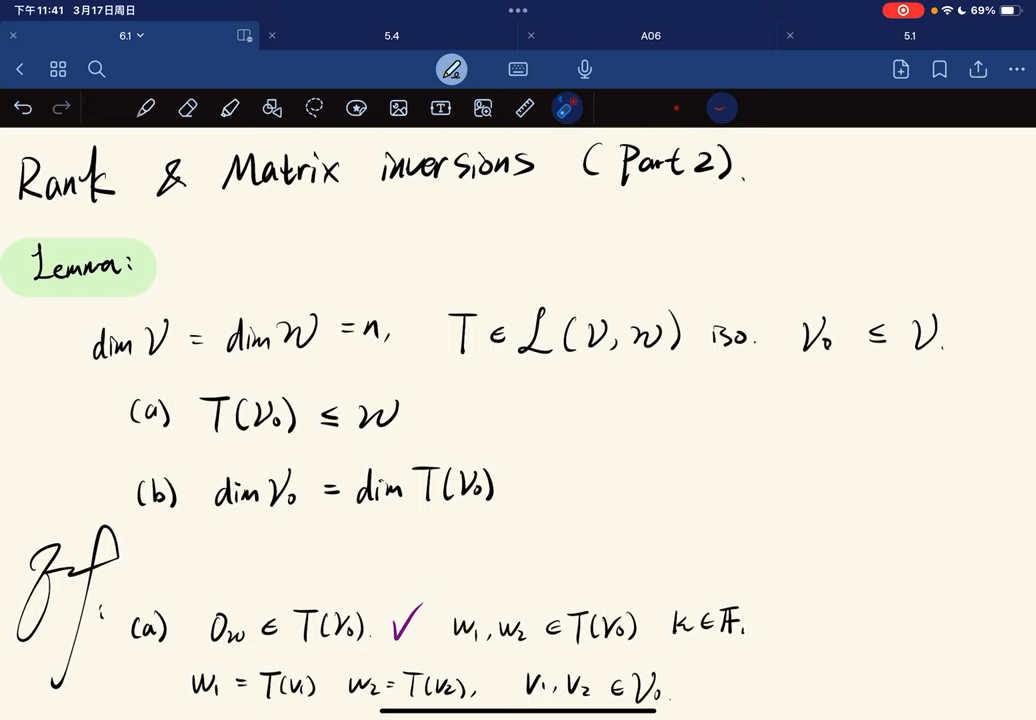 下午11:41 3月17日周日 69%
6.1 5.4 A06 5.1
Rank & Matrix inversions (Part 2).
Lemma:
dim V = dim W = n, T ∈ L(V, W) iso. V₀ ≤ V.
(a) T(V₀) ≤ W
(b) dim V₀ = dim T(V₀)
: (a) 0_W ∈ T(V₀). ✓ w₁, w₂ ∈ T(V₀) k ∈ F,
w₁ = T(v₁) w₂ = T(v₂), v₁, v₂ ∈ V₀.